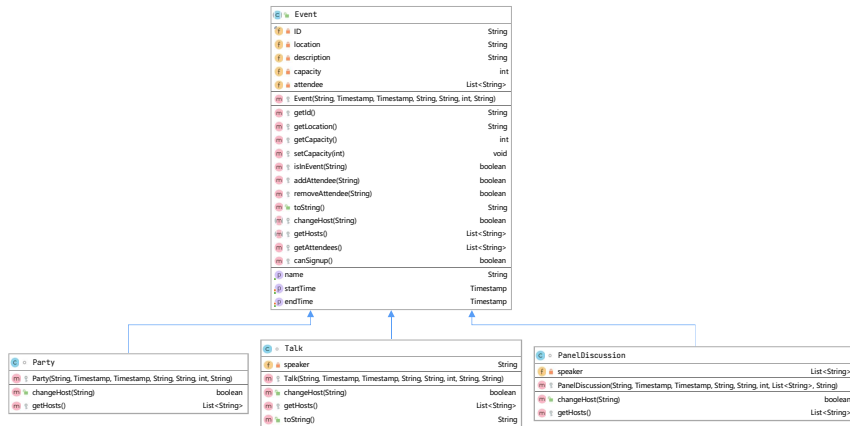 Event
ID String
location String
description String
capacity int
attendee List<String>
Event(String, Timestamp, Timestamp, String, String, int, String)
getId() String
getLocation() String
getCapacity() int
setCapacity(int) void
isInEvent(String) boolean
addAttendee(String) boolean
removeAttendee(String) boolean
toString() String
changeHost(String) boolean
getHosts() List<String>
getAttendees() List<String>
canSignup() boolean
name String
startTime Timestamp
endTime Timestamp
Party
Party(String, Timestamp, Timestamp, String, String, int, String)
changeHost(String) boolean
getHosts() List<String>
Talk
speaker String
Talk(String, Timestamp, Timestamp, String, String, int, String, String)
changeHost(String) boolean
getHosts() List<String>
toString() String
PanelDiscussion
speaker List<String>
PanelDiscussion(String, Timestamp, Timestamp, String, String, int, List<String>, String)
changeHost(String) boolean
getHosts() List<String>